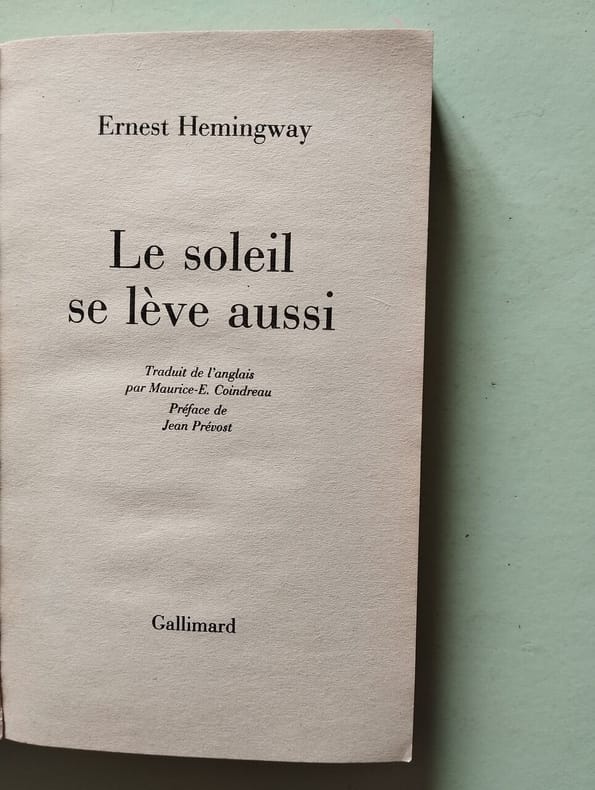 Ernest Hemingway
Le soleil
se lève aussi
Traduit de l'anglais
par Maurice-E. Coindreau
Préface de
Jean Prévost
Gallimard